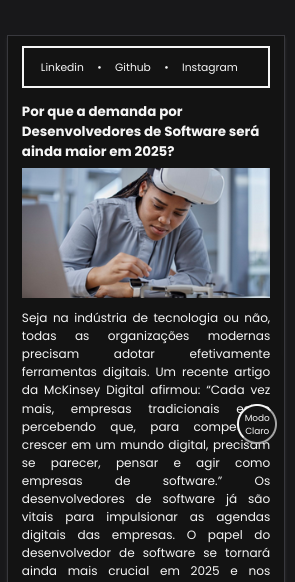 Linkedin • Github • Instagram
Por que a demanda por
Desenvolvedores de Software será
ainda maior em 2025?
Seja na indústria de tecnologia ou não,
todas as organizações modernas
precisam adotar efetivamente
ferramentas digitais. Um recente artigo
da McKinsey Digital afirmou: “Cada vez
mais, empresas tradicionais
percebendo que, para
crescer em um mundo digital, precisam
se parecer, pensar e agir como
empresas de software.” Os
desenvolvedores de software já são
vitais para impulsionar as agendas
digitais das empresas. O papel do
desenvolvedor de software se tornará
ainda mais crucial em 2025 e nos
Modo
Claro